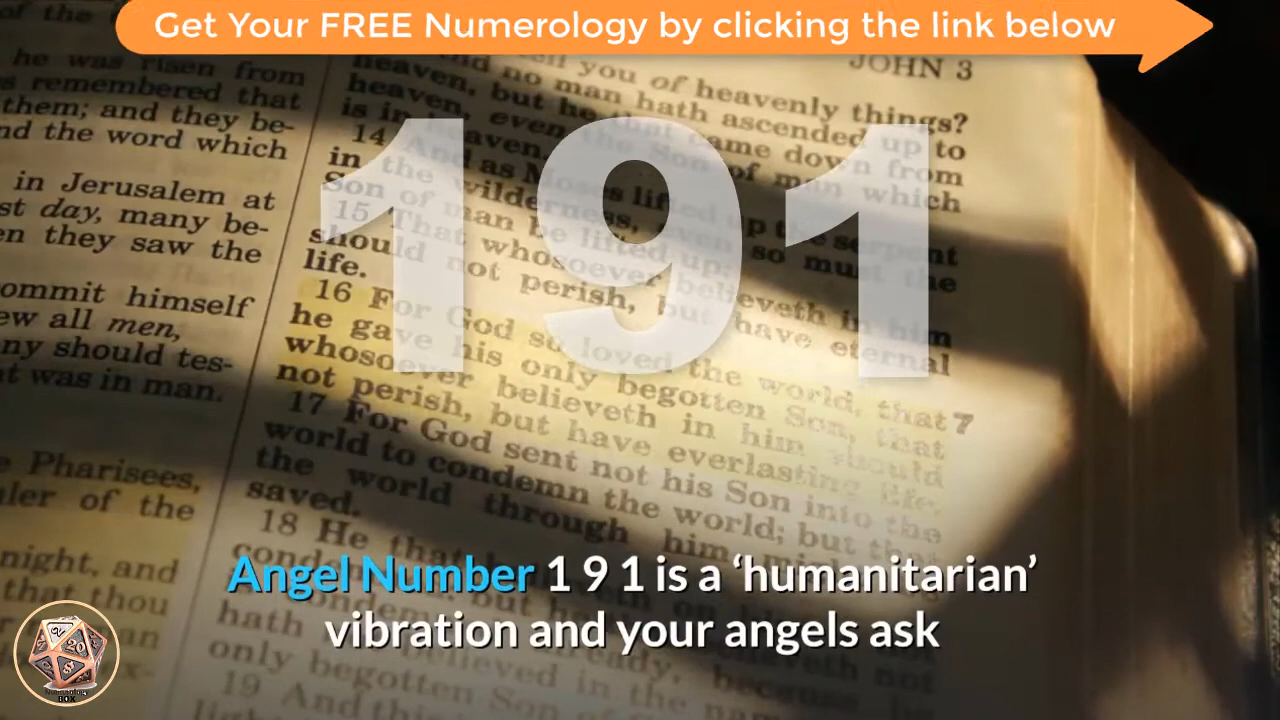 Get Your FREE Numerology by clicking the link below
of the
he was risen from
remembered that
them; and they be-
nd the word which
in Jerusalem at
st day, many be-
en they saw the
ommit himself
ew all men,
ny should tes-
t was in man.
Pharisees,
ler of the
night, and
that thou
JOHN 3
you of heavenly things?
heaven, but no man hath ascended up to
heaven, but he that came down from
is in heaven, even the Son of man which
14 And as Moses lifted up the serpent
in the wilderness, even so must the
Son of man be lifted up:
15 That whosoever believeth in him
should not perish, but have eternal
life.
16 For God so loved the world, that
he gave his only begotten Son, that
whosoever believeth in him should
not perish, but have everlasting life.
17 For God sent not his Son into the
world to condemn the world; but that
the world through him
saved.
18 He that
hath
only begotten
19 And this
7
191
Angel Number 1 9 1 is a ‘humanitarian’
vibration and your angels ask
20
Numerology
BOX